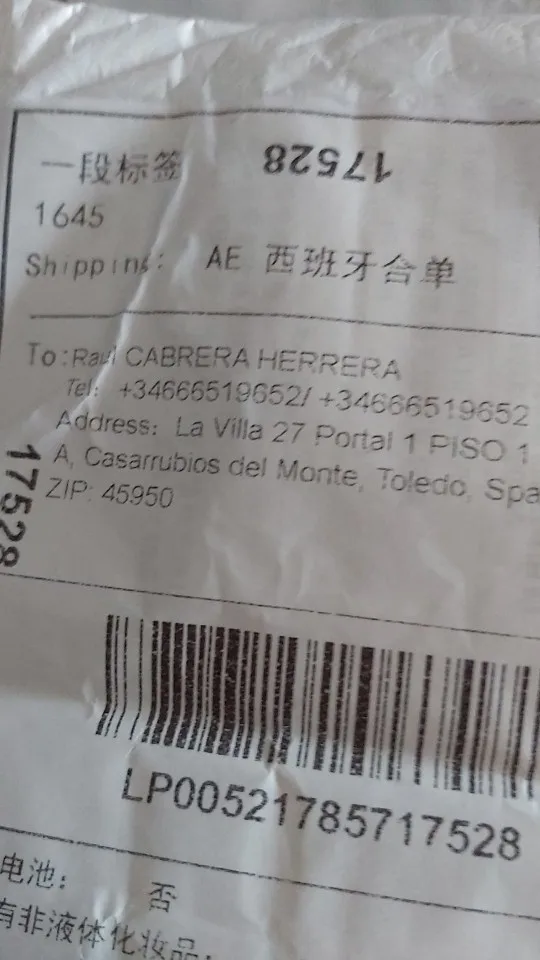 一段标签 17528
1645
Shipping: AE 西班牙合单
To:Raul CABRERA HERRERA
Tel: +34666519652/ +34666519652
Address: La Villa 27 Portal 1 PISO 1
A, Casarrubios del Monte, Toledo, Spa
ZIP: 45950
17528
LP00521785717528
电池: 否
有非液体化妆品: